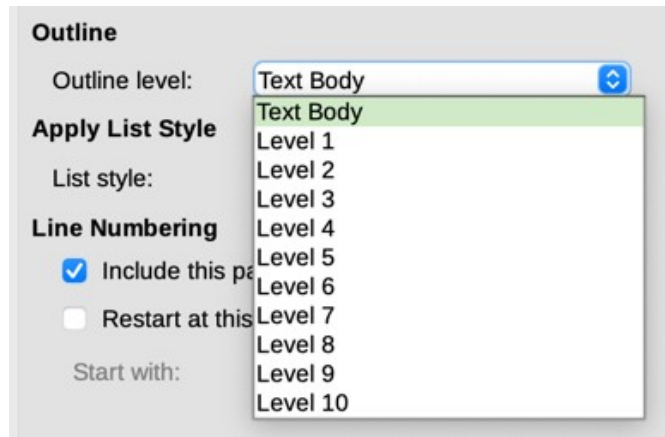 Outline
Outline level: Text Body
Text Body
Apply List Style
Level 1
Level 2
List style:
Level 3
Line Numbering
Level 4
Level 5
Include this pa
Level 6
Restart at this
Level 7
Level 8
Start with:
Level 9
Level 10